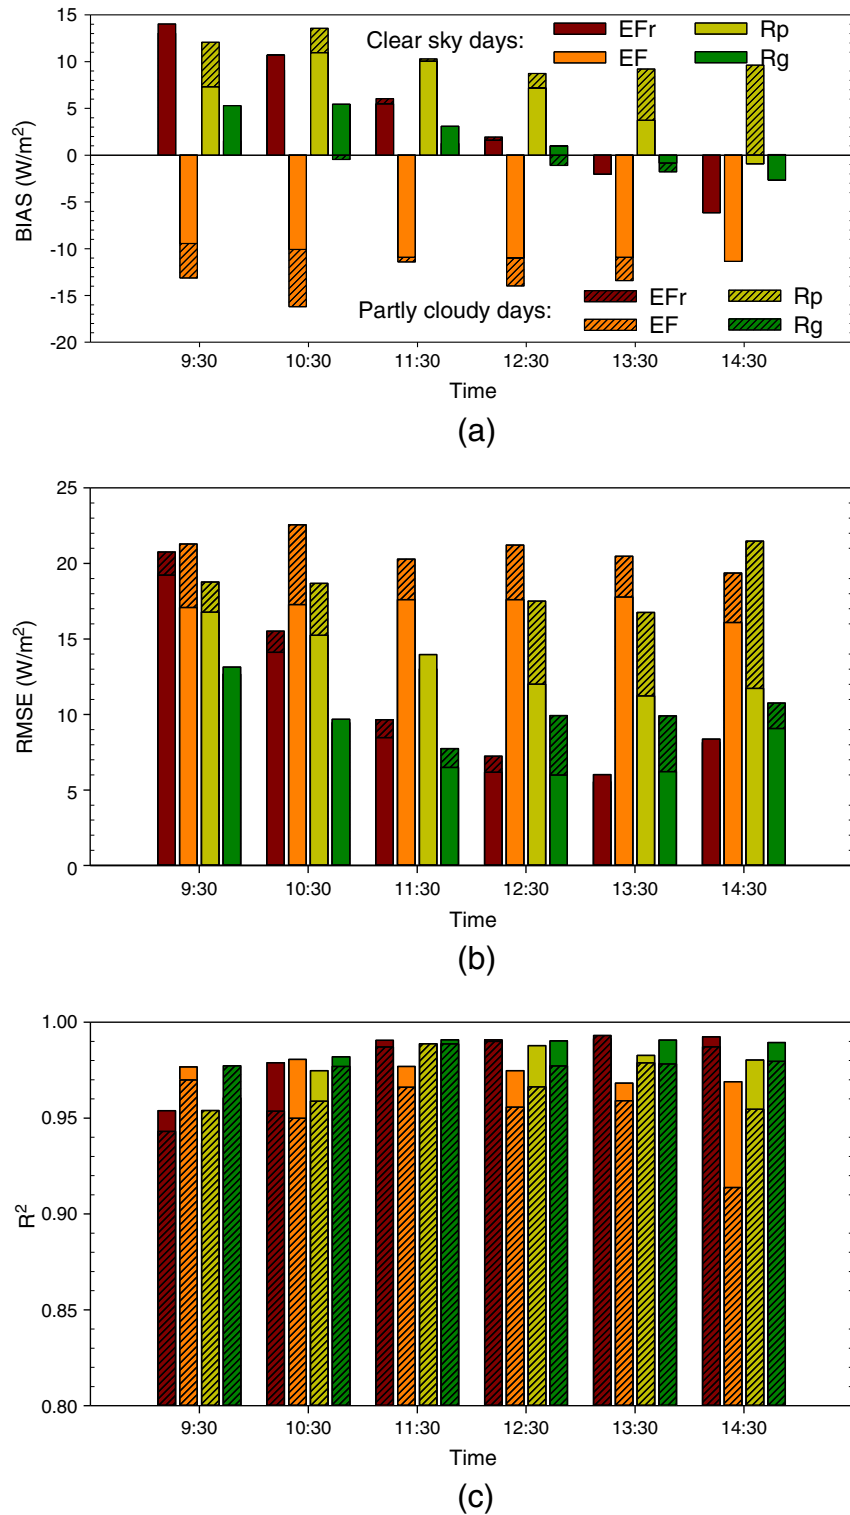 15
10
5
0
-5
-10
-15
-20
BIAS (W/m²)
Clear sky days:
EFr
Rp
EF
Rg
Partly cloudy days:
EFr
Rp
EF
Rg
9:30 10:30 11:30 12:30 13:30 14:30
Time
(a)
25
20
15
10
5
0
RMSE (W/m²)
9:30 10:30 11:30 12:30 13:30 14:30
Time
(b)
1.00
0.95
0.90
0.85
0.80
R²
9:30 10:30 11:30 12:30 13:30 14:30
Time
(c)